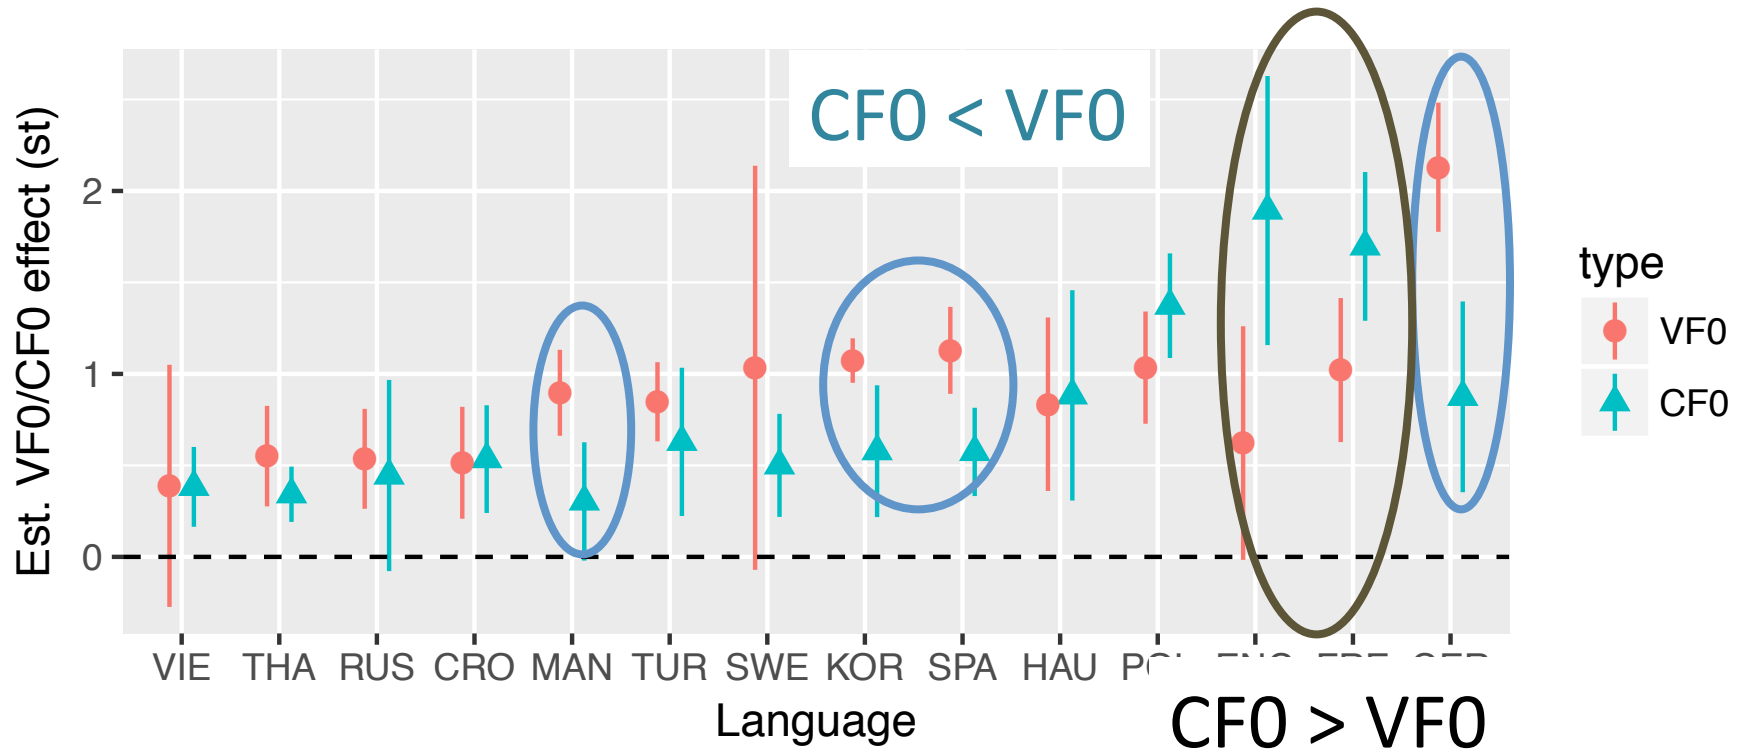 CF0 < VF0
Est. VF0/CF0 effect (st)
2
1
0
VIE THA RUS CRO MAN TUR SWE KOR SPA HAU
Language
CF0 > VF0
type
VF0
CF0